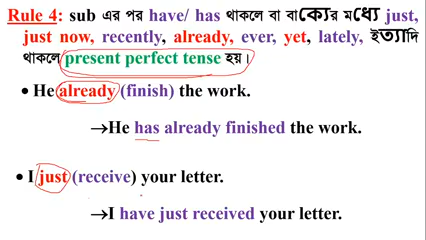 Rule 4: sub এর পর have/ has থাকলে বা বাক্যের মধ্যে just,
just now, recently, already, ever, yet, lately, ইত্যাদি
থাকলে present perfect tense হয়।
• He already (finish) the work.
→He has already finished the work.
• I just (receive) your letter.
→I have just received your letter.